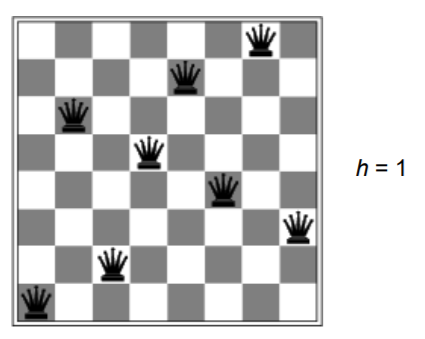 h = 1